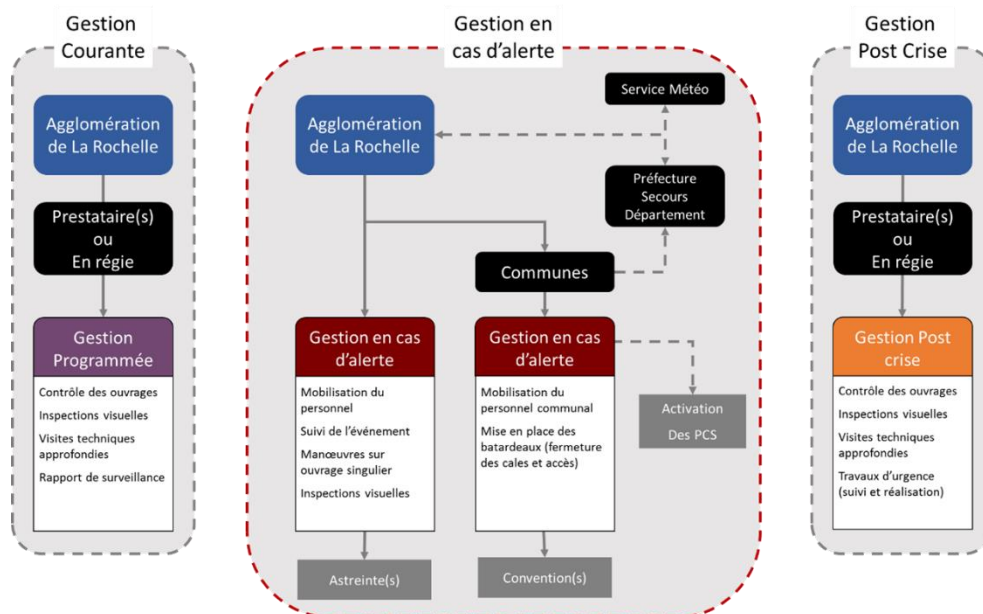 Gestion
Courante
Agglomération
de La Rochelle
Prestataire(s)
ou
En régie
Gestion
Programmée
Contrôle des ouvrages
Inspections visuelles
Visites techniques
approfondies
Rapport de surveillance
Gestion en
cas d'alerte
Service Météo
Agglomération
de La Rochelle
Préfecture
Secours
Département
Communes
Gestion en cas
d'alerte
Mobilisation du
personnel
Suivi de l'événement
Manœuvres sur
ouvrage singulier
Inspections visuelles
Astreinte(s)
Gestion en cas
d'alerte
Mobilisation du
personnel communal
Mise en place des
batardeaux (fermeture
des cales et accès)
Convention(s)
Activation
Des PCS
Gestion
Post Crise
Agglomération
de La Rochelle
Prestataire(s)
ou
En régie
Gestion Post
crise
Contrôle des ouvrages
Inspections visuelles
Visites techniques
approfondies
Travaux d'urgence
(suivi et réalisation)